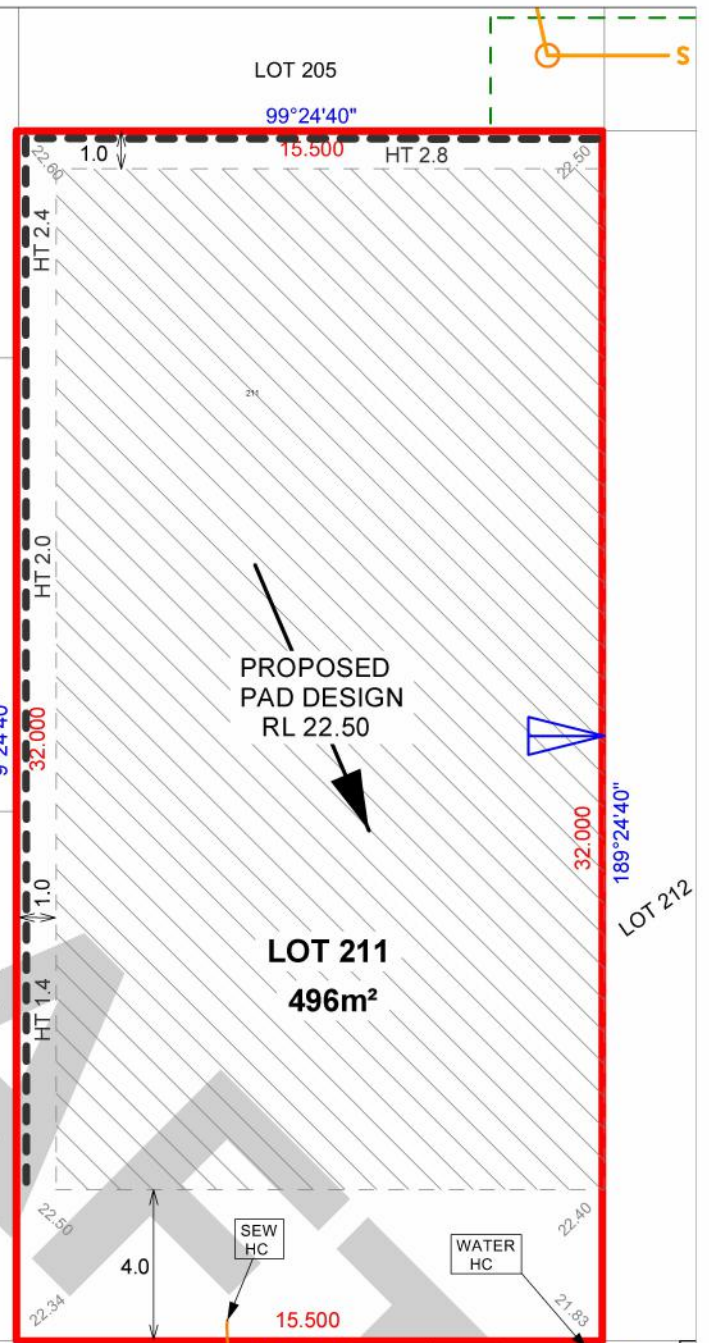 LOT 205
S
99°24'40"
15.500
1.0
HT 2.8
22.60
22.50
HT 2.4
211
HT 2.0
PROPOSED
PAD DESIGN
RL 22.50
32.000
32.000
189°24'40"
LOT 212
1.0
LOT 211
496m²
HT 1.4
22.50
22.40
SEW
HC
WATER
HC
4.0
22.34
15.500
21.83